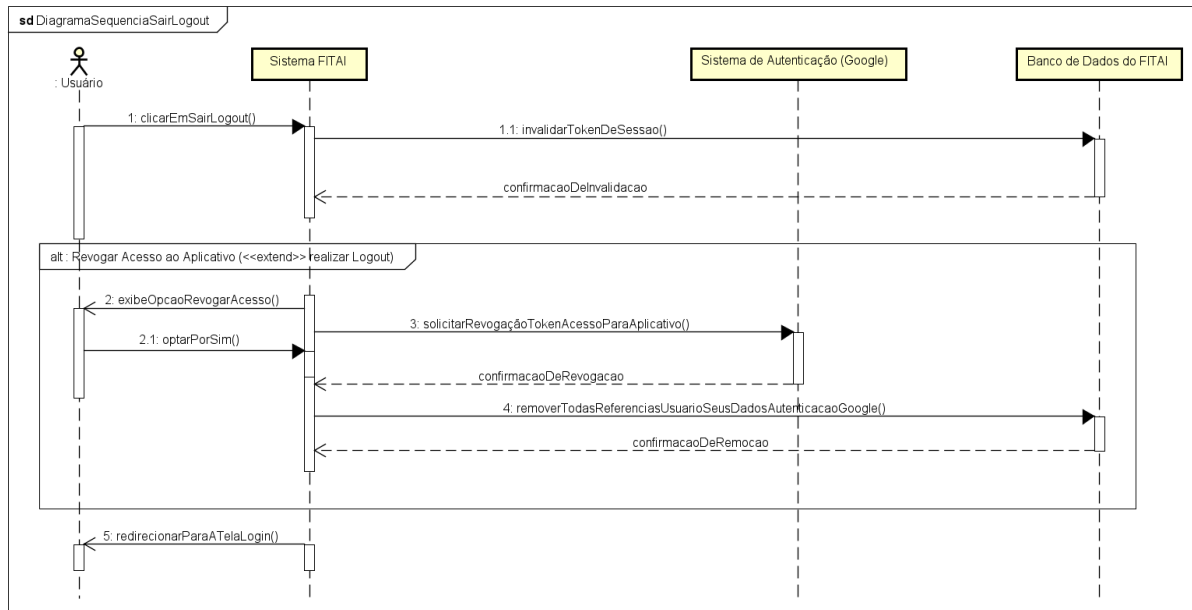 sd DiagramaSequenciaSairLogout
: Usuário
Sistema FITAI
Sistema de Autenticação (Google)
Banco de Dados do FITAI
1: clicarEmSairLogout()
1.1: invalidarTokenDeSessao()
confirmacaoDeInvalidacao
alt : Revogar Acesso ao Aplicativo (<<extend>> realizar Logout)
2: exibeOpcaoRevogarAcesso()
3: solicitarRevogaçãoTokenAcessoParaAplicativo()
2.1: optarPorSim()
confirmacaoDeRevogacao
4: removerTodasReferenciasUsuarioSeusDadosAutenticacaoGoogle()
confirmacaoDeRemocao
5: redirecionarParaATelaLogin()